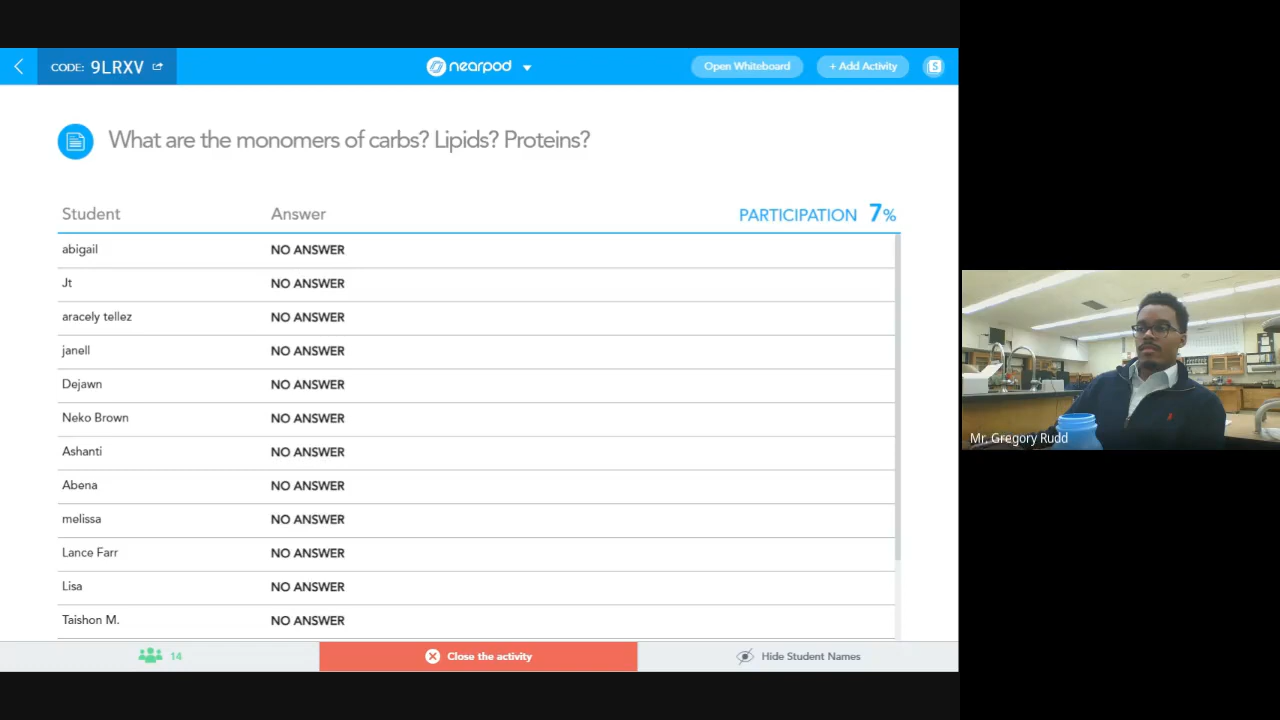 CODE: 9LRXV
nearpod
Open Whiteboard
+ Add Activity
S
What are the monomers of carbs? Lipids? Proteins?
Student Answer PARTICIPATION 7%
abigail NO ANSWER
Jt NO ANSWER
aracely tellez NO ANSWER
janell NO ANSWER
Dejawn NO ANSWER
Neko Brown NO ANSWER
Ashanti NO ANSWER
Abena NO ANSWER
melissa NO ANSWER
Lance Farr NO ANSWER
Lisa NO ANSWER
Taishon M. NO ANSWER
14
Close the activity
Hide Student Names
Mr. Gregory Rudd